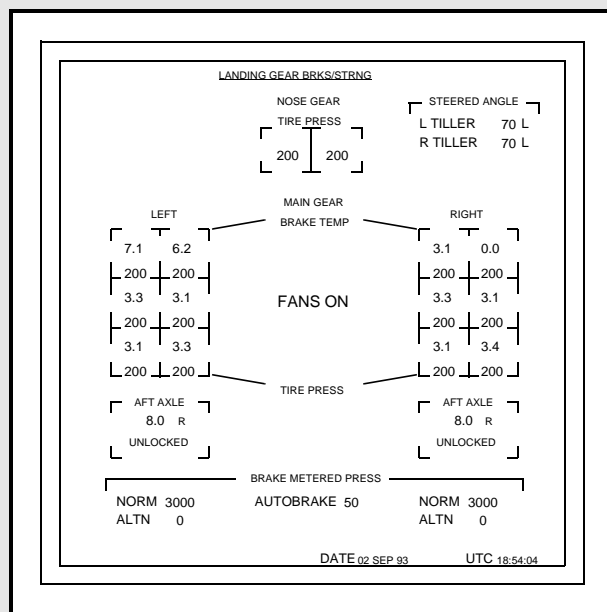 LANDING GEAR BRKS/STRNG
NOSE GEAR
TIRE PRESS
200 200
STEERED ANGLE
L TILLER 70 L
R TILLER 70 L
MAIN GEAR
BRAKE TEMP
LEFT
RIGHT
7.1 6.2 3.1 0.0
200 200 200 200
3.3 3.1 FANS ON 3.3 3.1
200 200 200 200
3.1 3.3 3.1 3.4
200 200 200 200
TIRE PRESS
AFT AXLE AFT AXLE
8.0 R 8.0 R
UNLOCKED UNLOCKED
BRAKE METERED PRESS
NORM 3000 AUTOBRAKE 50 NORM 3000
ALTN 0 ALTN 0
DATE 02 SEP 93 UTC 18:54:04